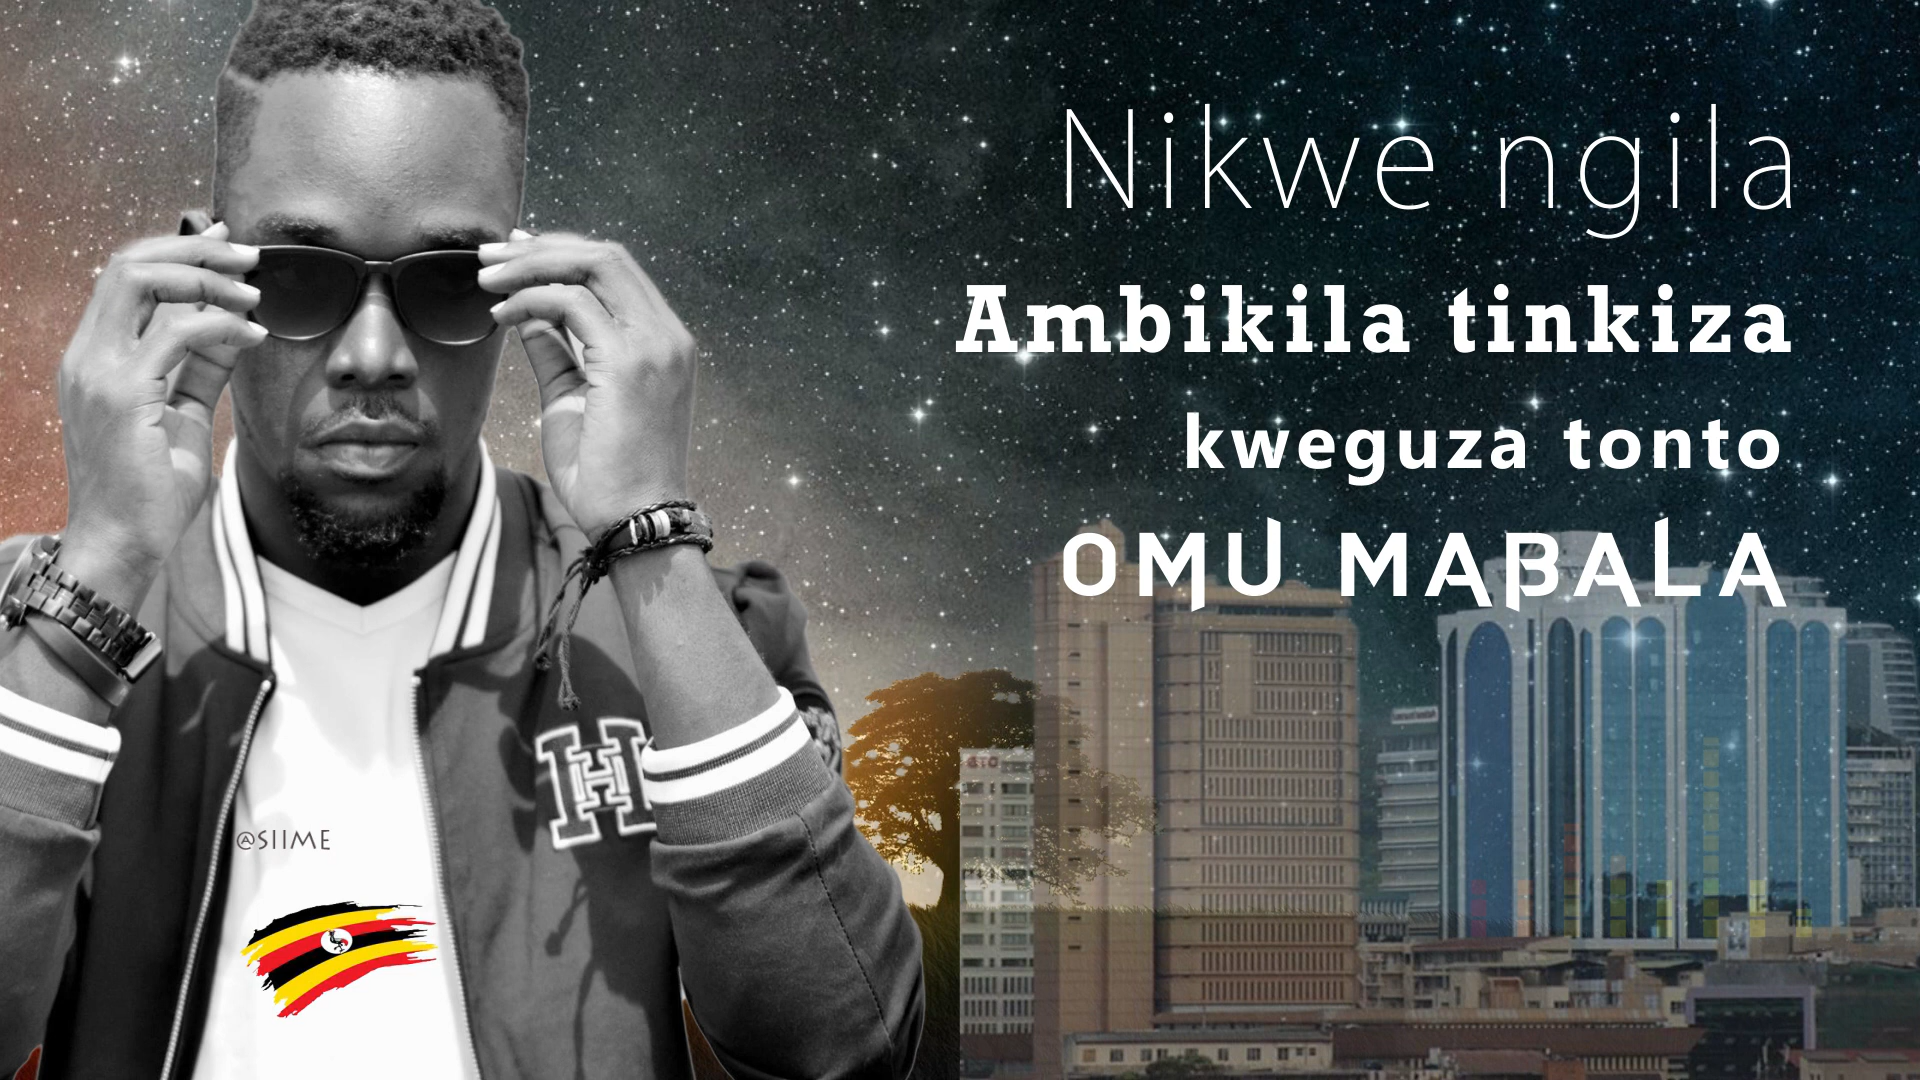 Nikwe ngila
Ambikila tinkiza
kweguza tonto
OMU MABALA
@SIIME
H